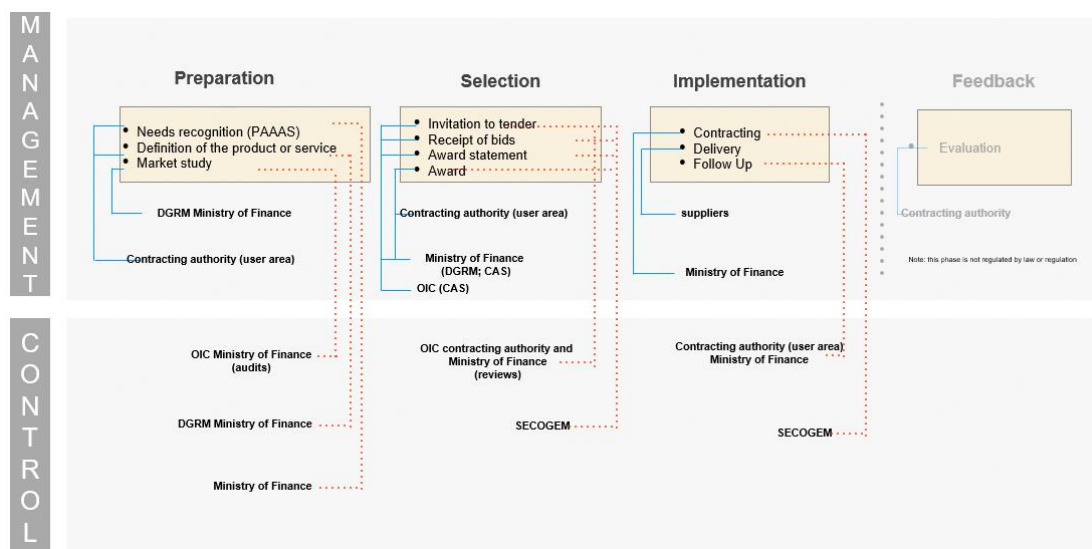 MANAGEMENT
Preparation
Needs recognition (PAAAS)
Definition of the product or service
Market study
DGRM Ministry of Finance
Contracting authority (user area)
Selection
Invitation to tender
Receipt of bids
Award statement
Award
Contracting authority (user area)
Ministry of Finance
(DGRM; CAS)
OIC (CAS)
Implementation
Contracting
Delivery
Follow Up
suppliers
Ministry of Finance
Feedback
Evaluation
Contracting authority
Note: this phase is not regulated by law or regulation
CONTROL
OIC Ministry of Finance
(audits)
DGRM Ministry of Finance
Ministry of Finance
OIC contracting authority and
Ministry of Finance
(reviews)
SECOGEM
Contracting authority (user area)
Ministry of Finance
SECOGEM